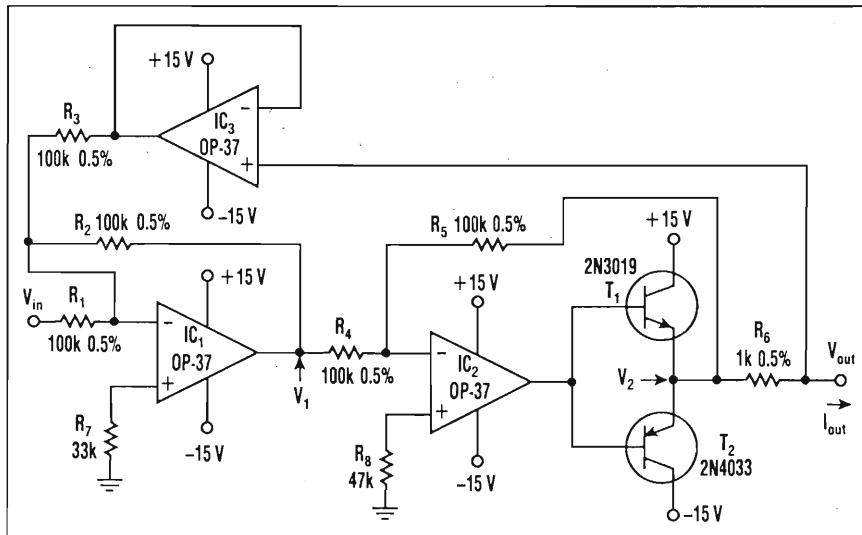 +15 V
IC3
OP-37
−
+
−15 V
R3
100k 0.5%
R2 100k 0.5%
R5 100k 0.5%
+15 V
2N3019
T1
Vin
R1
100k 0.5%
+15 V
−
IC1
OP-37
+
−15 V
V1
R4
100k 0.5%
+15 V
−
IC2
OP-37
+
−15 V
V2
R6
1k 0.5%
Vout
Iout
R7
33k
R8
47k
T2
2N4033
−15 V